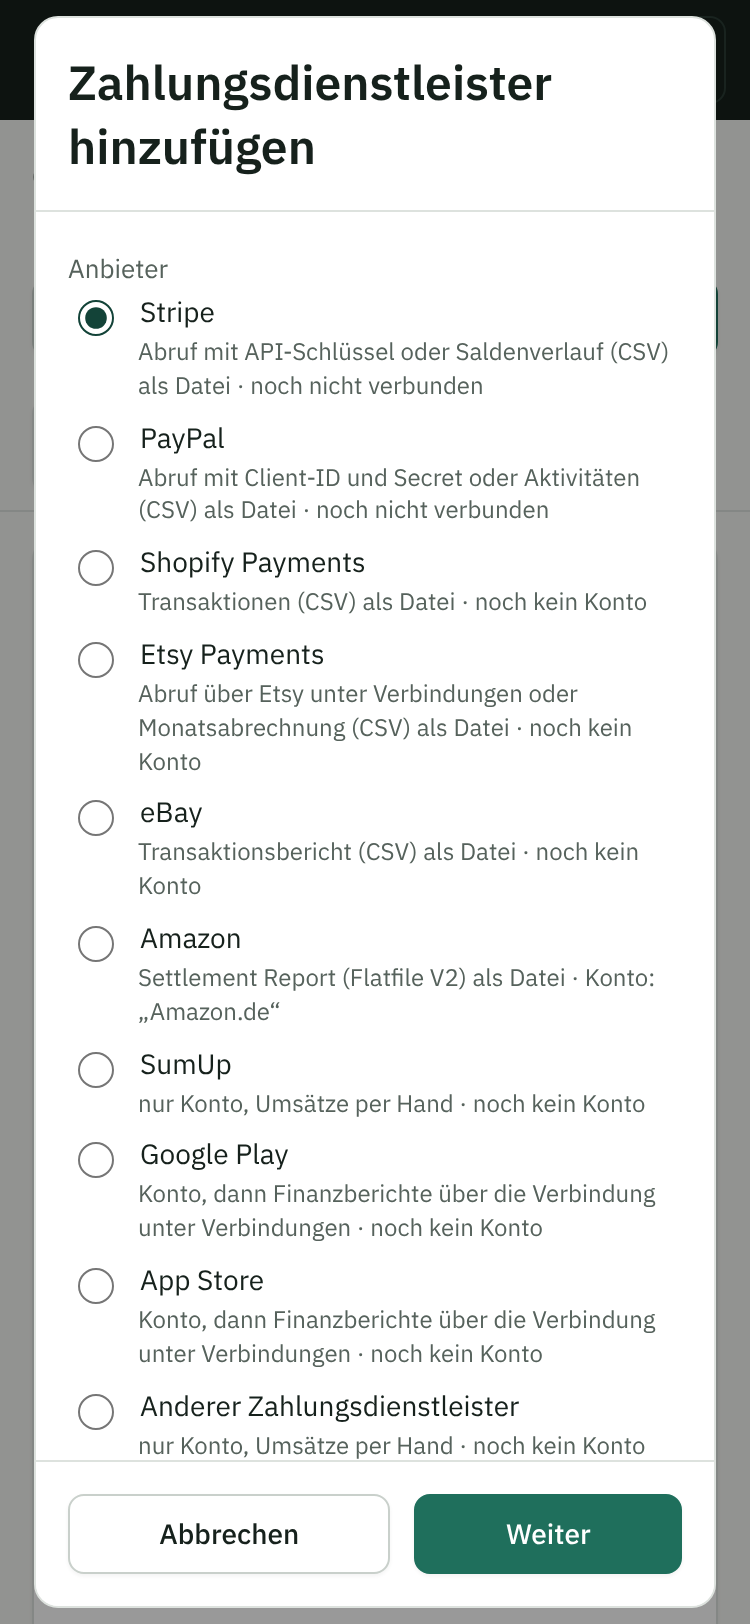 Zahlungsdienstleister
hinzufügen
Anbieter
Stripe
Abruf mit API-Schlüssel oder Saldenverlauf (CSV)
als Datei · noch nicht verbunden
PayPal
Abruf mit Client-ID und Secret oder Aktivitäten
(CSV) als Datei · noch nicht verbunden
Shopify Payments
Transaktionen (CSV) als Datei · noch kein Konto
Etsy Payments
Abruf über Etsy unter Verbindungen oder
Monatsabrechnung (CSV) als Datei · noch kein
Konto
eBay
Transaktionsbericht (CSV) als Datei · noch kein
Konto
Amazon
Settlement Report (Flatfile V2) als Datei · Konto:
„Amazon.de“
SumUp
nur Konto, Umsätze per Hand · noch kein Konto
Google Play
Konto, dann Finanzberichte über die Verbindung
unter Verbindungen · noch kein Konto
App Store
Konto, dann Finanzberichte über die Verbindung
unter Verbindungen · noch kein Konto
Anderer Zahlungsdienstleister
nur Konto, Umsätze per Hand · noch kein Konto
Abbrechen
Weiter